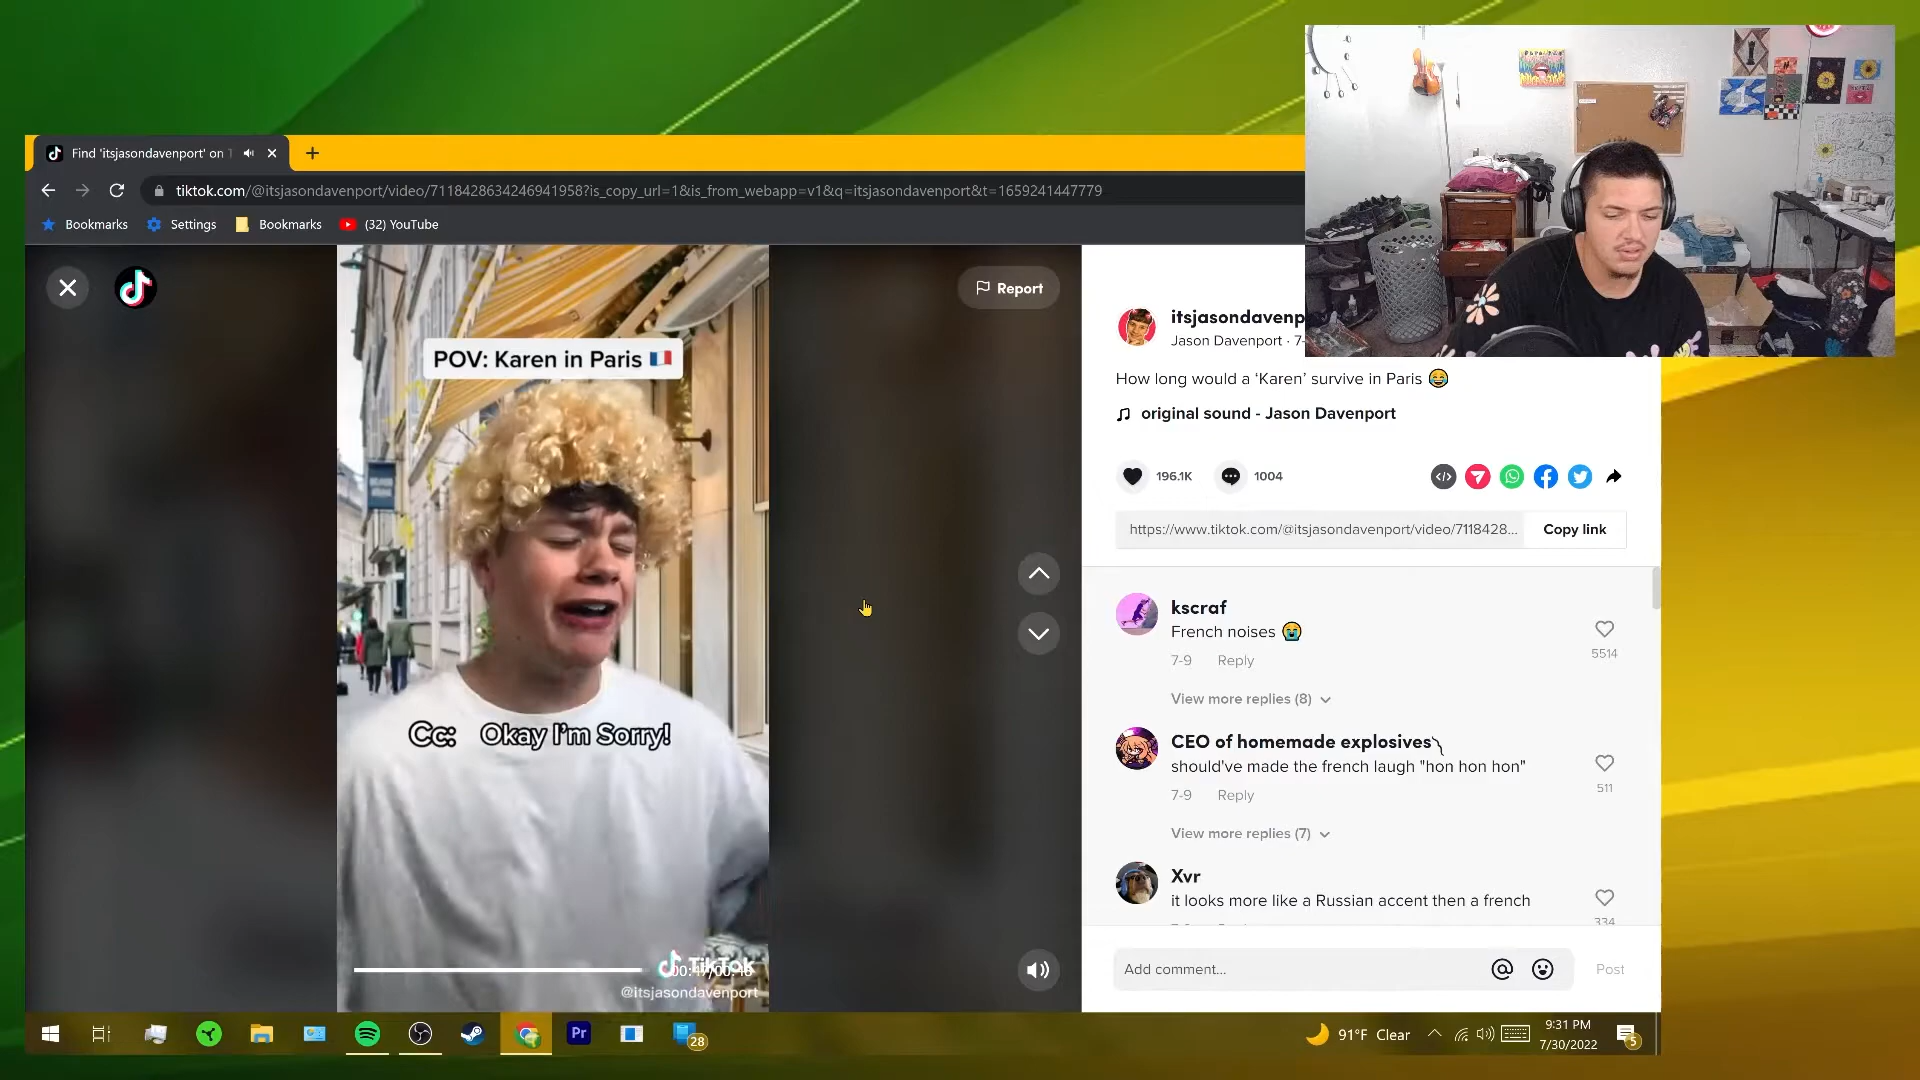 Find 'itsjasondavenport' on
tiktok.com/@itsjasondavenport/video/7118428634246941958?is_copy_url=1&is_from_webapp=v1&q=itsjasondavenport&t=1659241447779
Bookmarks
Settings
Bookmarks
(32) YouTube
Report
POV: Karen in Paris 🇫🇷
Cc: Okay I'm Sorry!
TikTok
@itsjasondavenport
itsjasondavenp
Jason Davenport · 7-
How long would a ‘Karen’ survive in Paris 😂
original sound - Jason Davenport
196.1K
1004
https://www.tiktok.com/@itsjasondavenport/video/7118428...
Copy link
kscraf
French noises 😭
5514
7-9 Reply
View more replies (8)
CEO of homemade explosives
should've made the french laugh "hon hon hon"
511
7-9 Reply
View more replies (7)
Xvr
it looks more like a Russian accent then a french
334
Add comment...
Post
Pr
28
91°F Clear
9:31 PM
7/30/2022
5